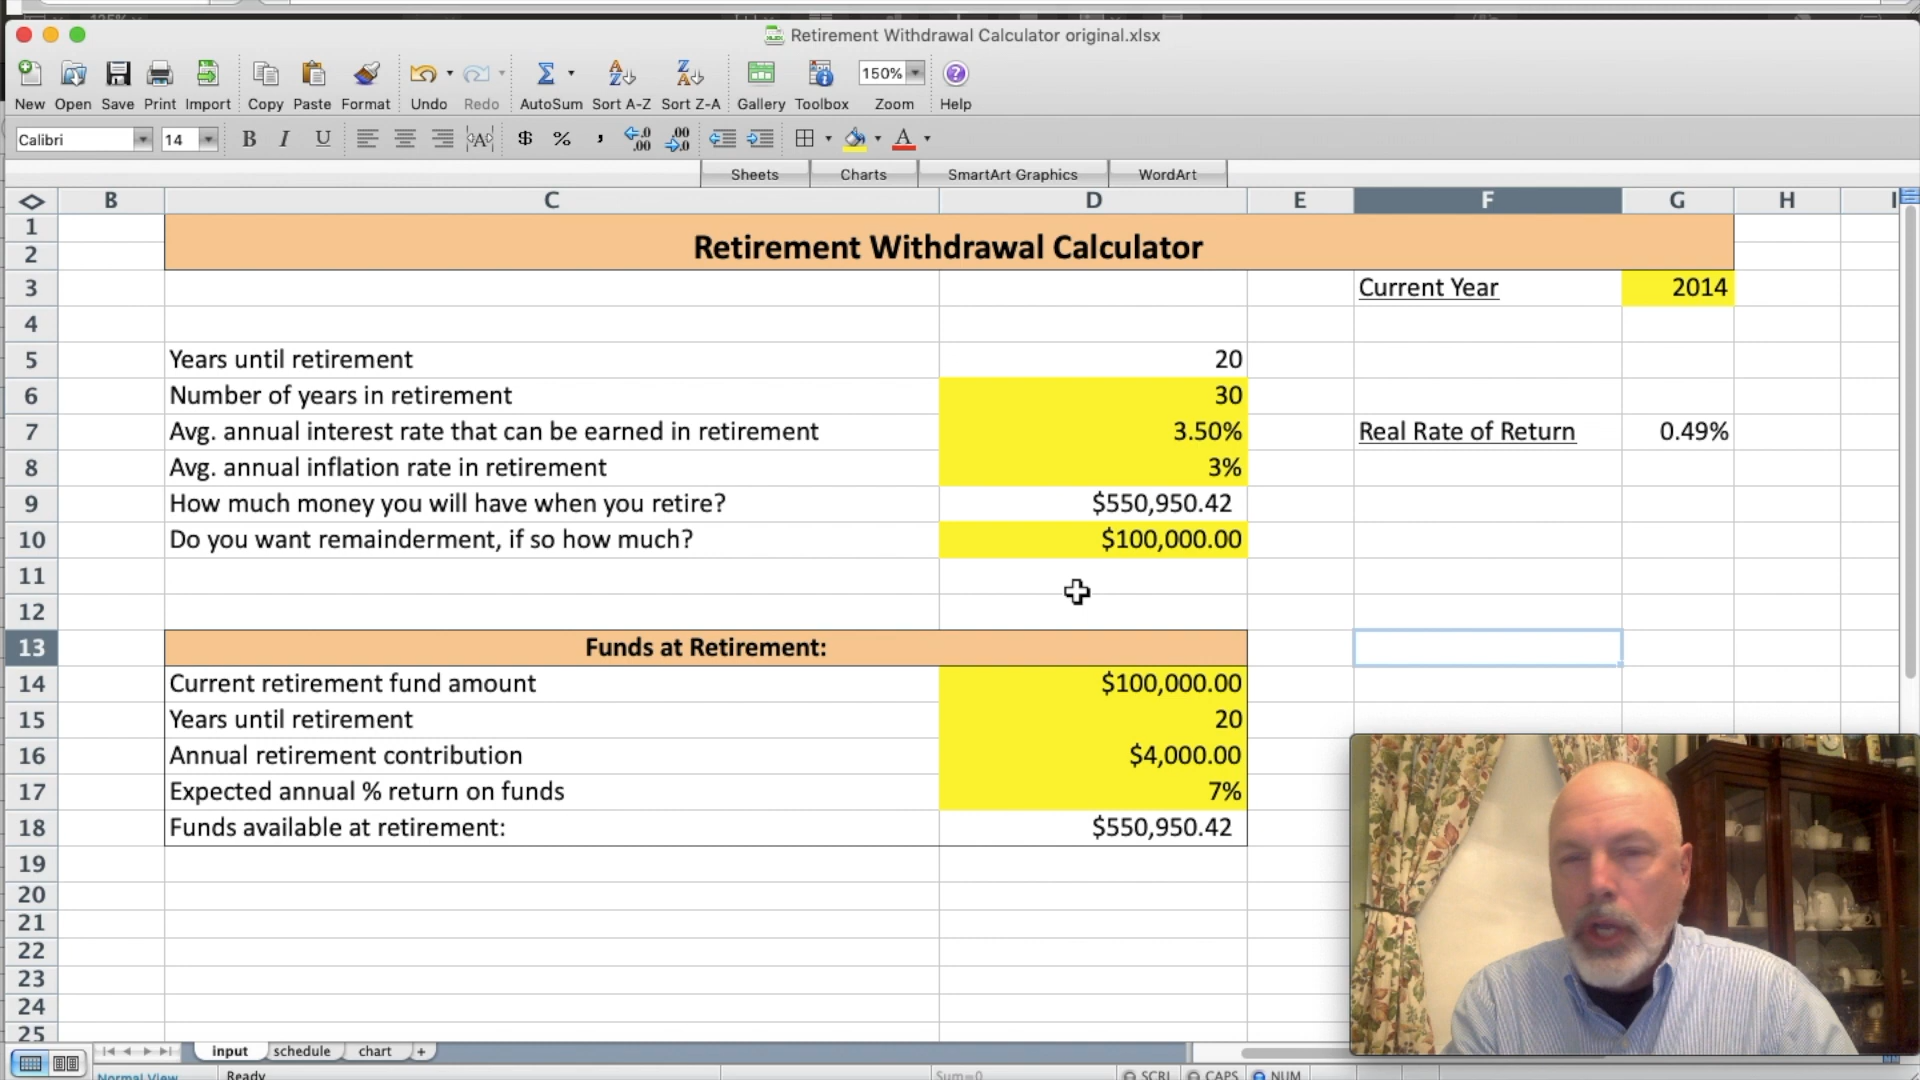 Retirement Withdrawal Calculator original.xlsx
150%
New Open Save Print Import Copy Paste Format Undo Redo AutoSum Sort A-Z Sort Z-A Gallery Toolbox Zoom Help
Calibri 14 B I U $ % , A
Sheets Charts SmartArt Graphics WordArt
B C D E F G H I
1
Retirement Withdrawal Calculator
2
3 Current Year 2014
4
5 Years until retirement 20
6 Number of years in retirement 30
7 Avg. annual interest rate that can be earned in retirement 3.50% Real Rate of Return 0.49%
8 Avg. annual inflation rate in retirement 3%
9 How much money you will have when you retire? $550,950.42
10 Do you want remainderment, if so how much? $100,000.00
11
12
13 Funds at Retirement:
14 Current retirement fund amount $100,000.00
15 Years until retirement 20
16 Annual retirement contribution $4,000.00
17 Expected annual % return on funds 7%
18 Funds available at retirement: $550,950.42
19
20
21
22
23
24
25
input schedule chart +
Normal View Ready Sum=0 SCRL CAPS NUM